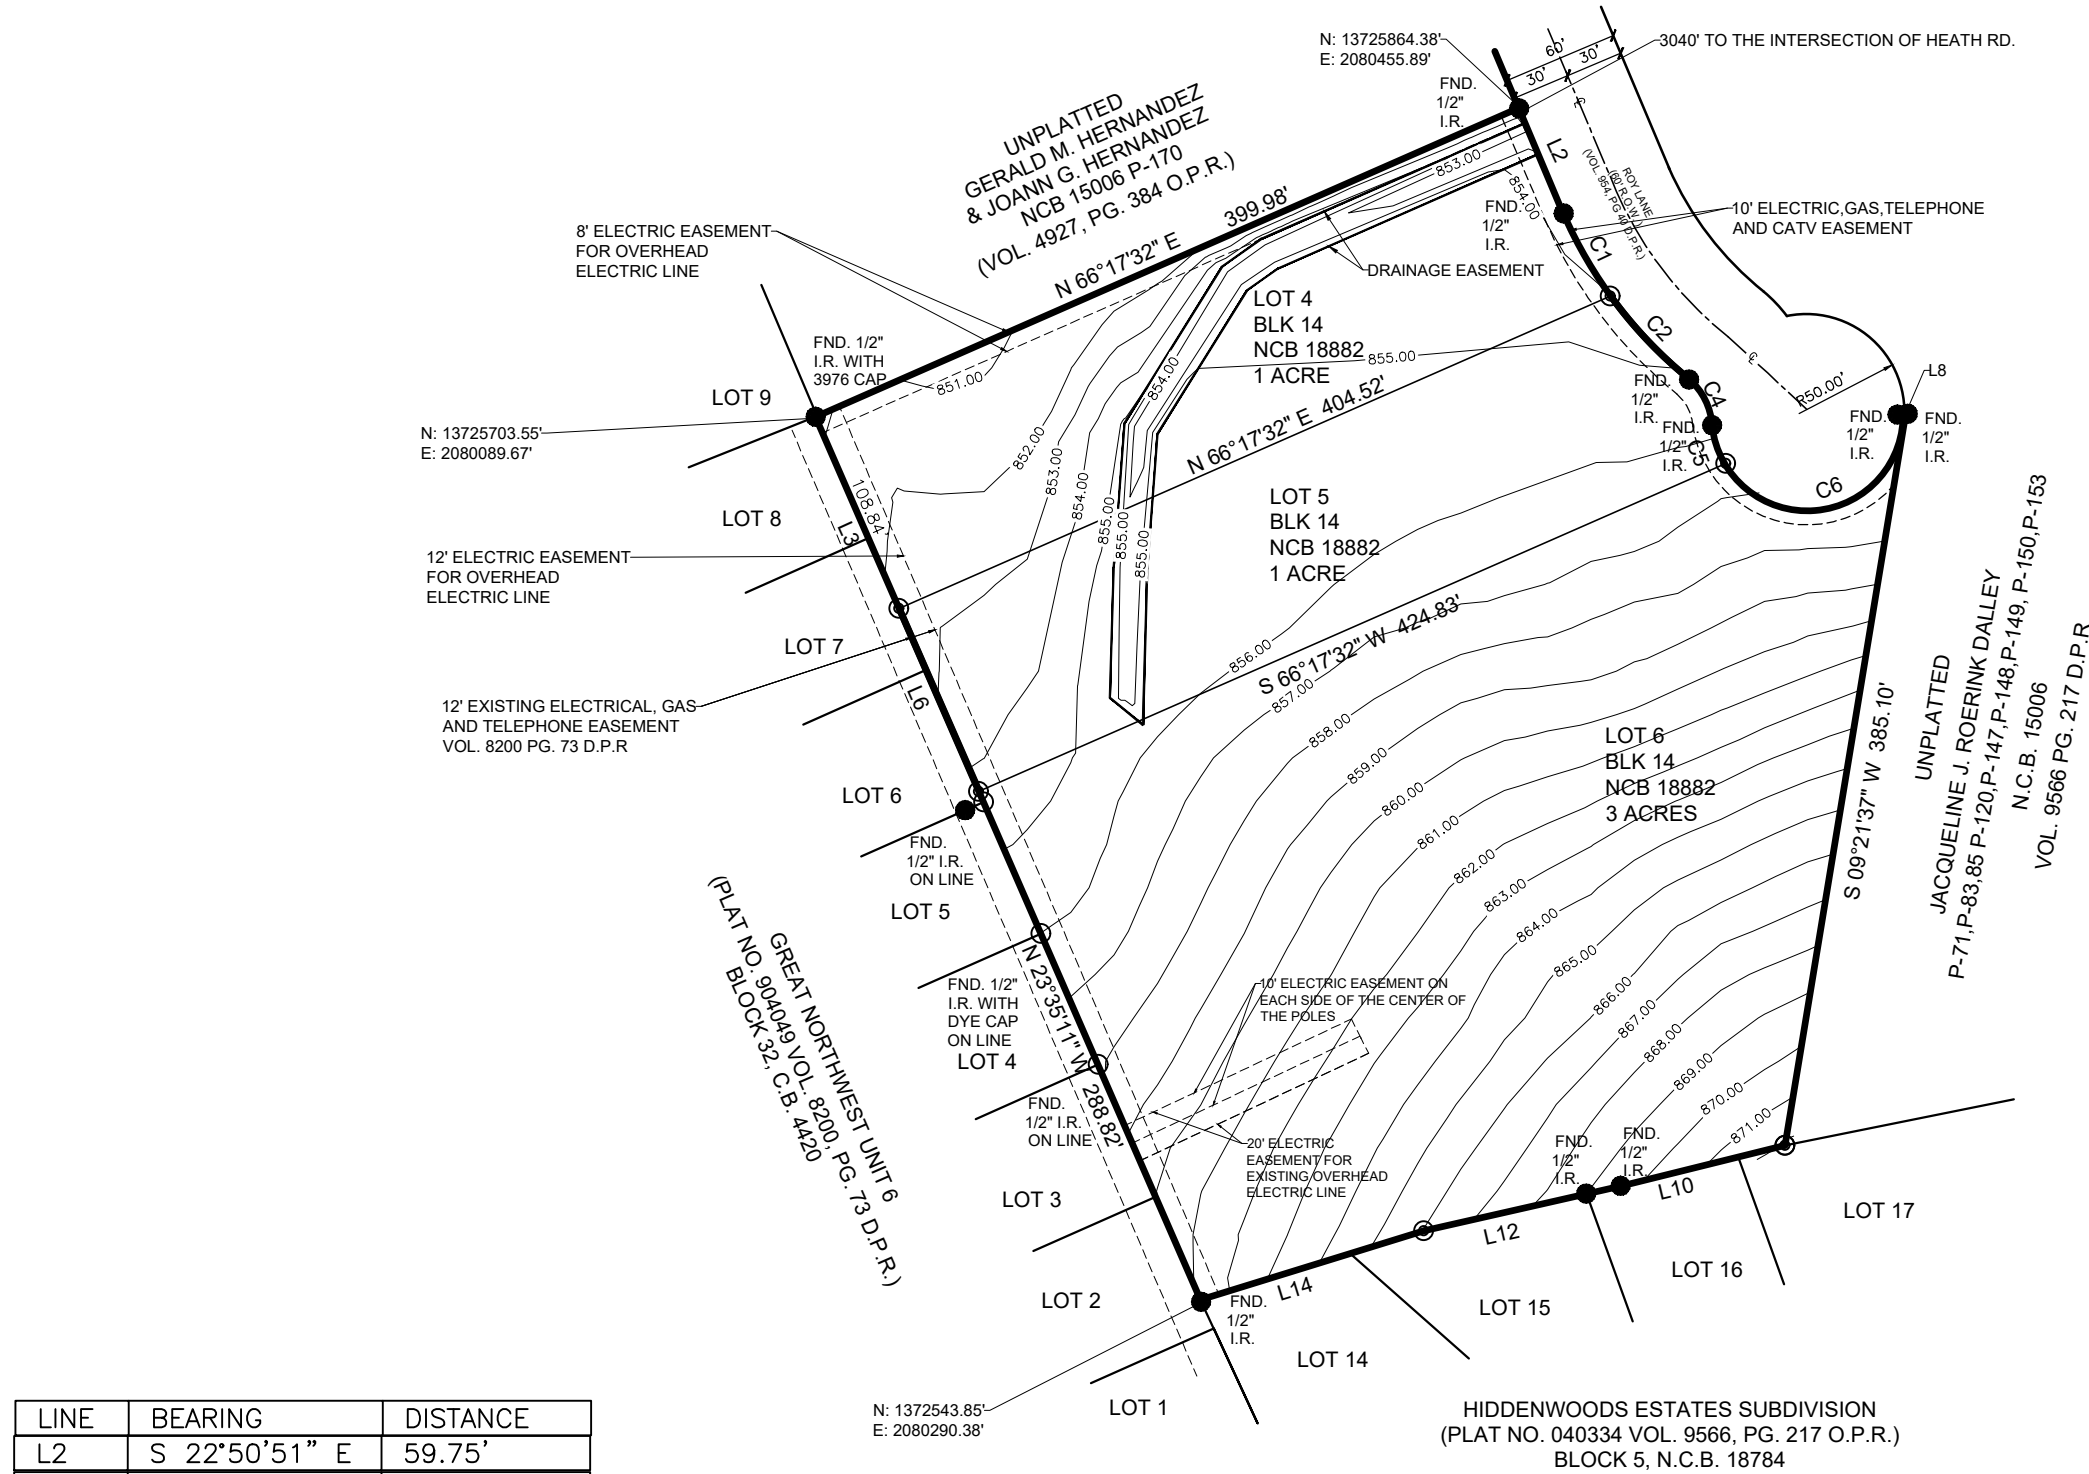 N: 13725864.38'
E: 2080455.89'
60'
30'
30'
3040' TO THE INTERSECTION OF HEATH RD.
FND.
1/2"
I.R.
UNPLATTED
GERALD M. HERNANDEZ
& JOANN G. HERNANDEZ
NCB 15006 P-170
(VOL. 4927, PG. 384 O.P.R.)
N 66°17'32" E 399.98'
L2
853.00
854.00
ROY LANE
(60' R.O.W.)
(VOL. 954, PG 40 D.P.R.)
FND.
1/2"
I.R.
10' ELECTRIC,GAS,TELEPHONE
AND CATV EASEMENT
8' ELECTRIC EASEMENT
FOR OVERHEAD
ELECTRIC LINE
C1
DRAINAGE EASEMENT
LOT 4
BLK 14
NCB 18882
1 ACRE
C2
855.00
FND. 1/2"
I.R. WITH
3976 CAP
851.00
854.00
LOT 9
N: 13725703.55'
E: 2080089.67'
N 66°17'32" E 404.52'
FND.
1/2"
I.R.
C4
R50.00'
L8
FND.
1/2"
I.R.
FND.
1/2"
I.R.
FND.
1/2"
I.R.
C5
C6
852.00
853.00
854.00
855.00
855.00
855.00
108.84'
L3
LOT 8
LOT 5
BLK 14
NCB 18882
1 ACRE
12' ELECTRIC EASEMENT
FOR OVERHEAD
ELECTRIC LINE
LOT 7
L6
856.00
S 66°17'32" W 424.83'
857.00
858.00
859.00
860.00
861.00
862.00
863.00
864.00
865.00
866.00
867.00
868.00
869.00
870.00
871.00
12' EXISTING ELECTRICAL, GAS
AND TELEPHONE EASEMENT
VOL. 8200 PG. 73 D.P.R
LOT 6
BLK 14
NCB 18882
3 ACRES
S 09°21'37" W 385.10'
UNPLATTED
JACQUELINE J. ROERINK DALLEY
P-71,P-83,85 P-120,P-147,P-148,P-149, P-150,P-153
N.C.B. 15006
VOL. 9566 PG. 217 D.P.R
LOT 6
FND.
1/2" I.R.
ON LINE
LOT 5
FND. 1/2"
I.R. WITH
DYE CAP
ON LINE
LOT 4
N 23°35'11" W 288.82'
10' ELECTRIC EASEMENT ON
EACH SIDE OF THE CENTER OF
THE POLES
GREAT NORTHWEST UNIT 6
(PLAT NO. 904049 VOL. 8200, PG. 73 D.P.R.)
BLOCK 32, C.B. 4420
FND.
1/2" I.R.
ON LINE
20' ELECTRIC
EASEMENT FOR
EXISTING OVERHEAD
ELECTRIC LINE
FND.
1/2"
I.R.
FND.
1/2"
I.R.
L10
LOT 17
LOT 3
L12
LOT 16
LOT 2
L14
FND.
1/2"
I.R.
LOT 15
LOT 14
LOT 1
N: 1372543.85'
E: 2080290.38'
HIDDENWOODS ESTATES SUBDIVISION
(PLAT NO. 040334 VOL. 9566, PG. 217 O.P.R.)
BLOCK 5, N.C.B. 18784
LINE BEARING DISTANCE
L2 S 22°50'51" E 59.75'